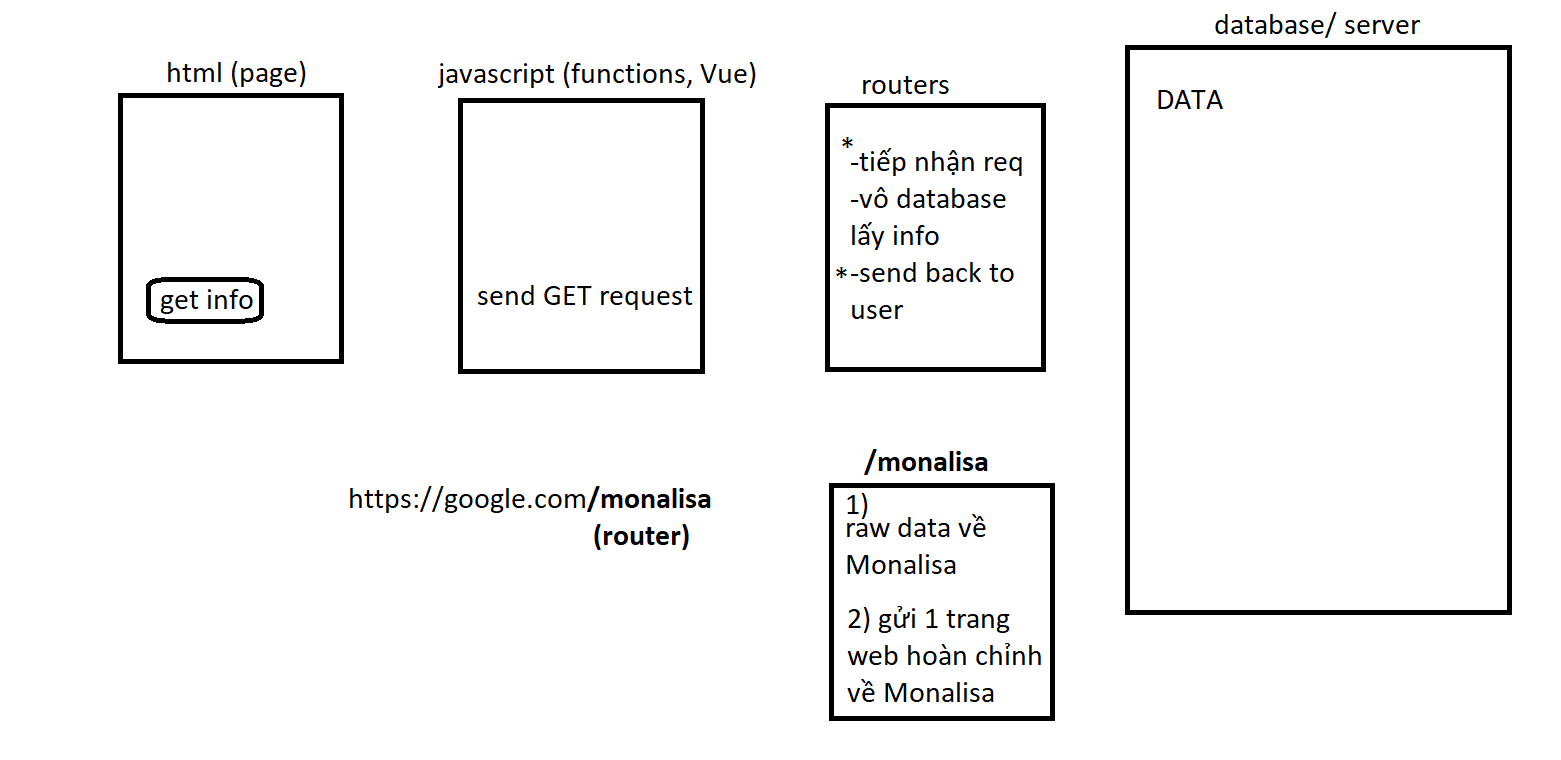 database/ server
html (page)
javascript (functions, Vue)
routers
DATA
*
-tiếp nhận req
-vô database
lấy info
*-send back to
user
get info
send GET request
/monalisa
https://google.com/monalisa
(router)
1)
raw data về
Monalisa
2) gửi 1 trang
web hoàn chỉnh
về Monalisa